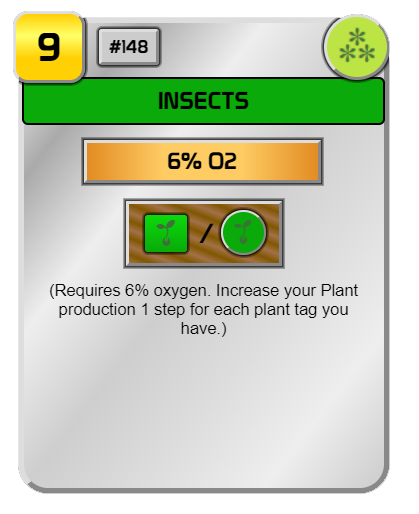 9
#148
INSECTS
6% O2
/
(Requires 6% oxygen. Increase your Plant
production 1 step for each plant tag you
have.)